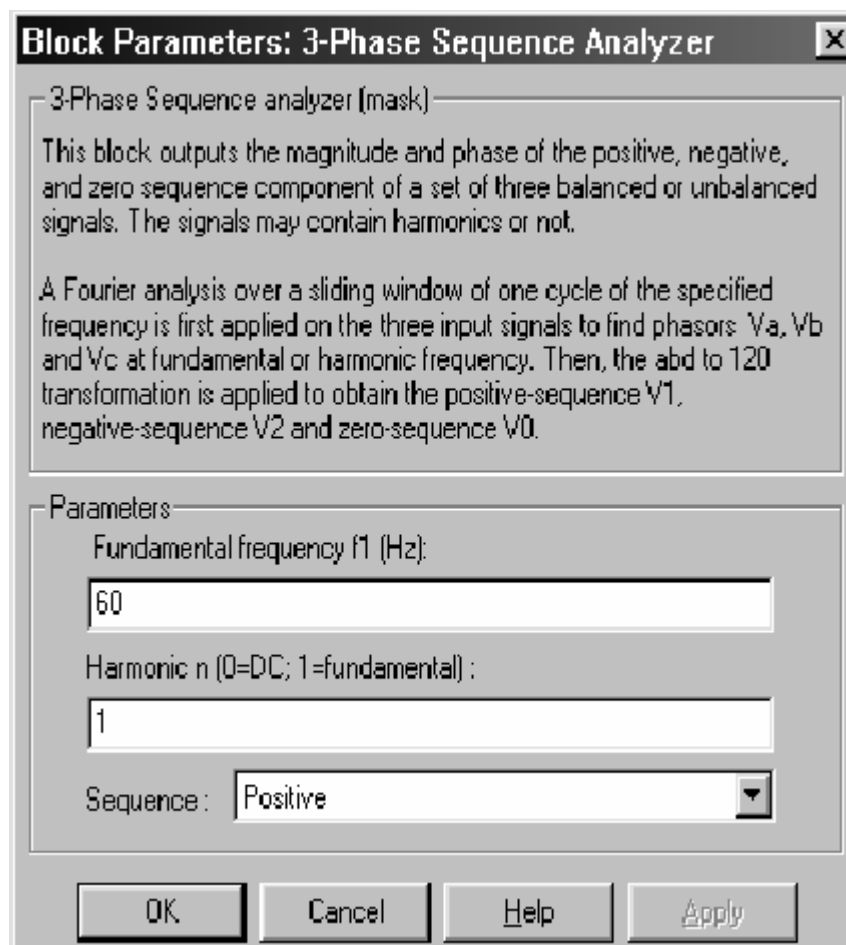 Block Parameters: 3-Phase Sequence Analyzer
3-Phase Sequence analyzer (mask)
This block outputs the magnitude and phase of the positive, negative,
and zero sequence component of a set of three balanced or unbalanced
signals. The signals may contain harmonics or not.
A Fourier analysis over a sliding window of one cycle of the specified
frequency is first applied on the three input signals to find phasors Va, Vb
and Vc at fundamental or harmonic frequency. Then, the abd to 120
transformation is applied to obtain the positive-sequence V1,
negative-sequence V2 and zero-sequence V0.
Parameters
Fundamental frequency f1 (Hz):
60
Harmonic n (0=DC; 1=fundamental) :
1
Sequence : Positive
OK Cancel Help Apply